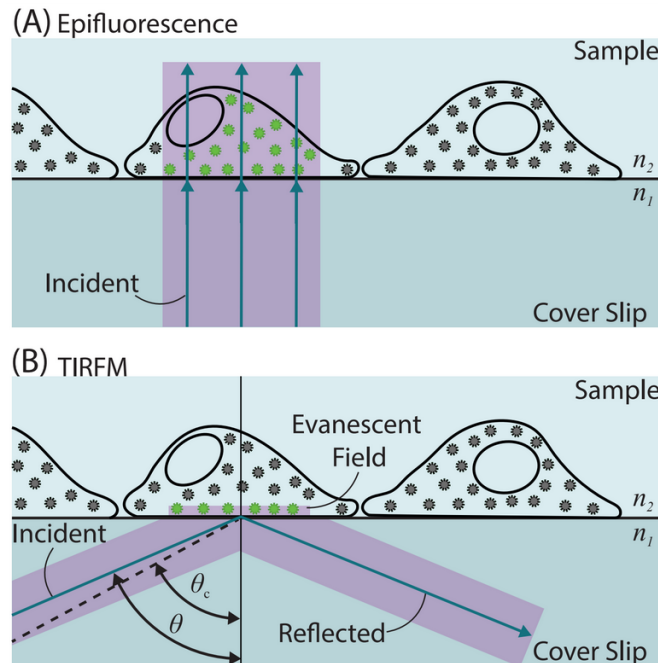 (A) Epifluorescence
Sample
n₂
n₁
Incident
Cover Slip
(B) TIRFM
Sample
Evanescent
Field
n₂
n₁
Incident
θc
θ
Reflected
Cover Slip